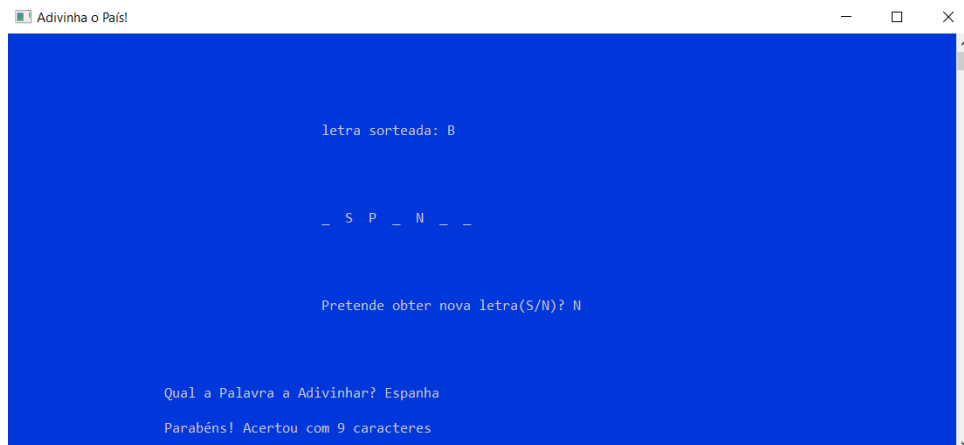 Adivinha o País!
letra sorteada: B
_ S P _ N _ _
Pretende obter nova letra(S/N)? N
Qual a Palavra a Adivinhar? Espanha
Parabéns! Acertou com 9 caracteres